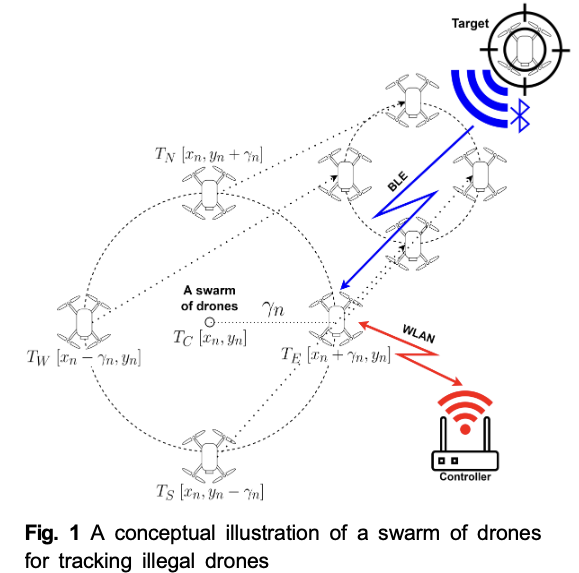 Target
T_N [x_n, y_n + γ_n]
BLE
A swarm
of drones
γ_n
T_C [x_n, y_n]
WLAN
T_W [x_n − γ_n, y_n]
T_E [x_n + γ_n, y_n]
Controller
T_S [x_n, y_n − γ_n]
Fig. 1 A conceptual illustration of a swarm of drones
for tracking illegal drones